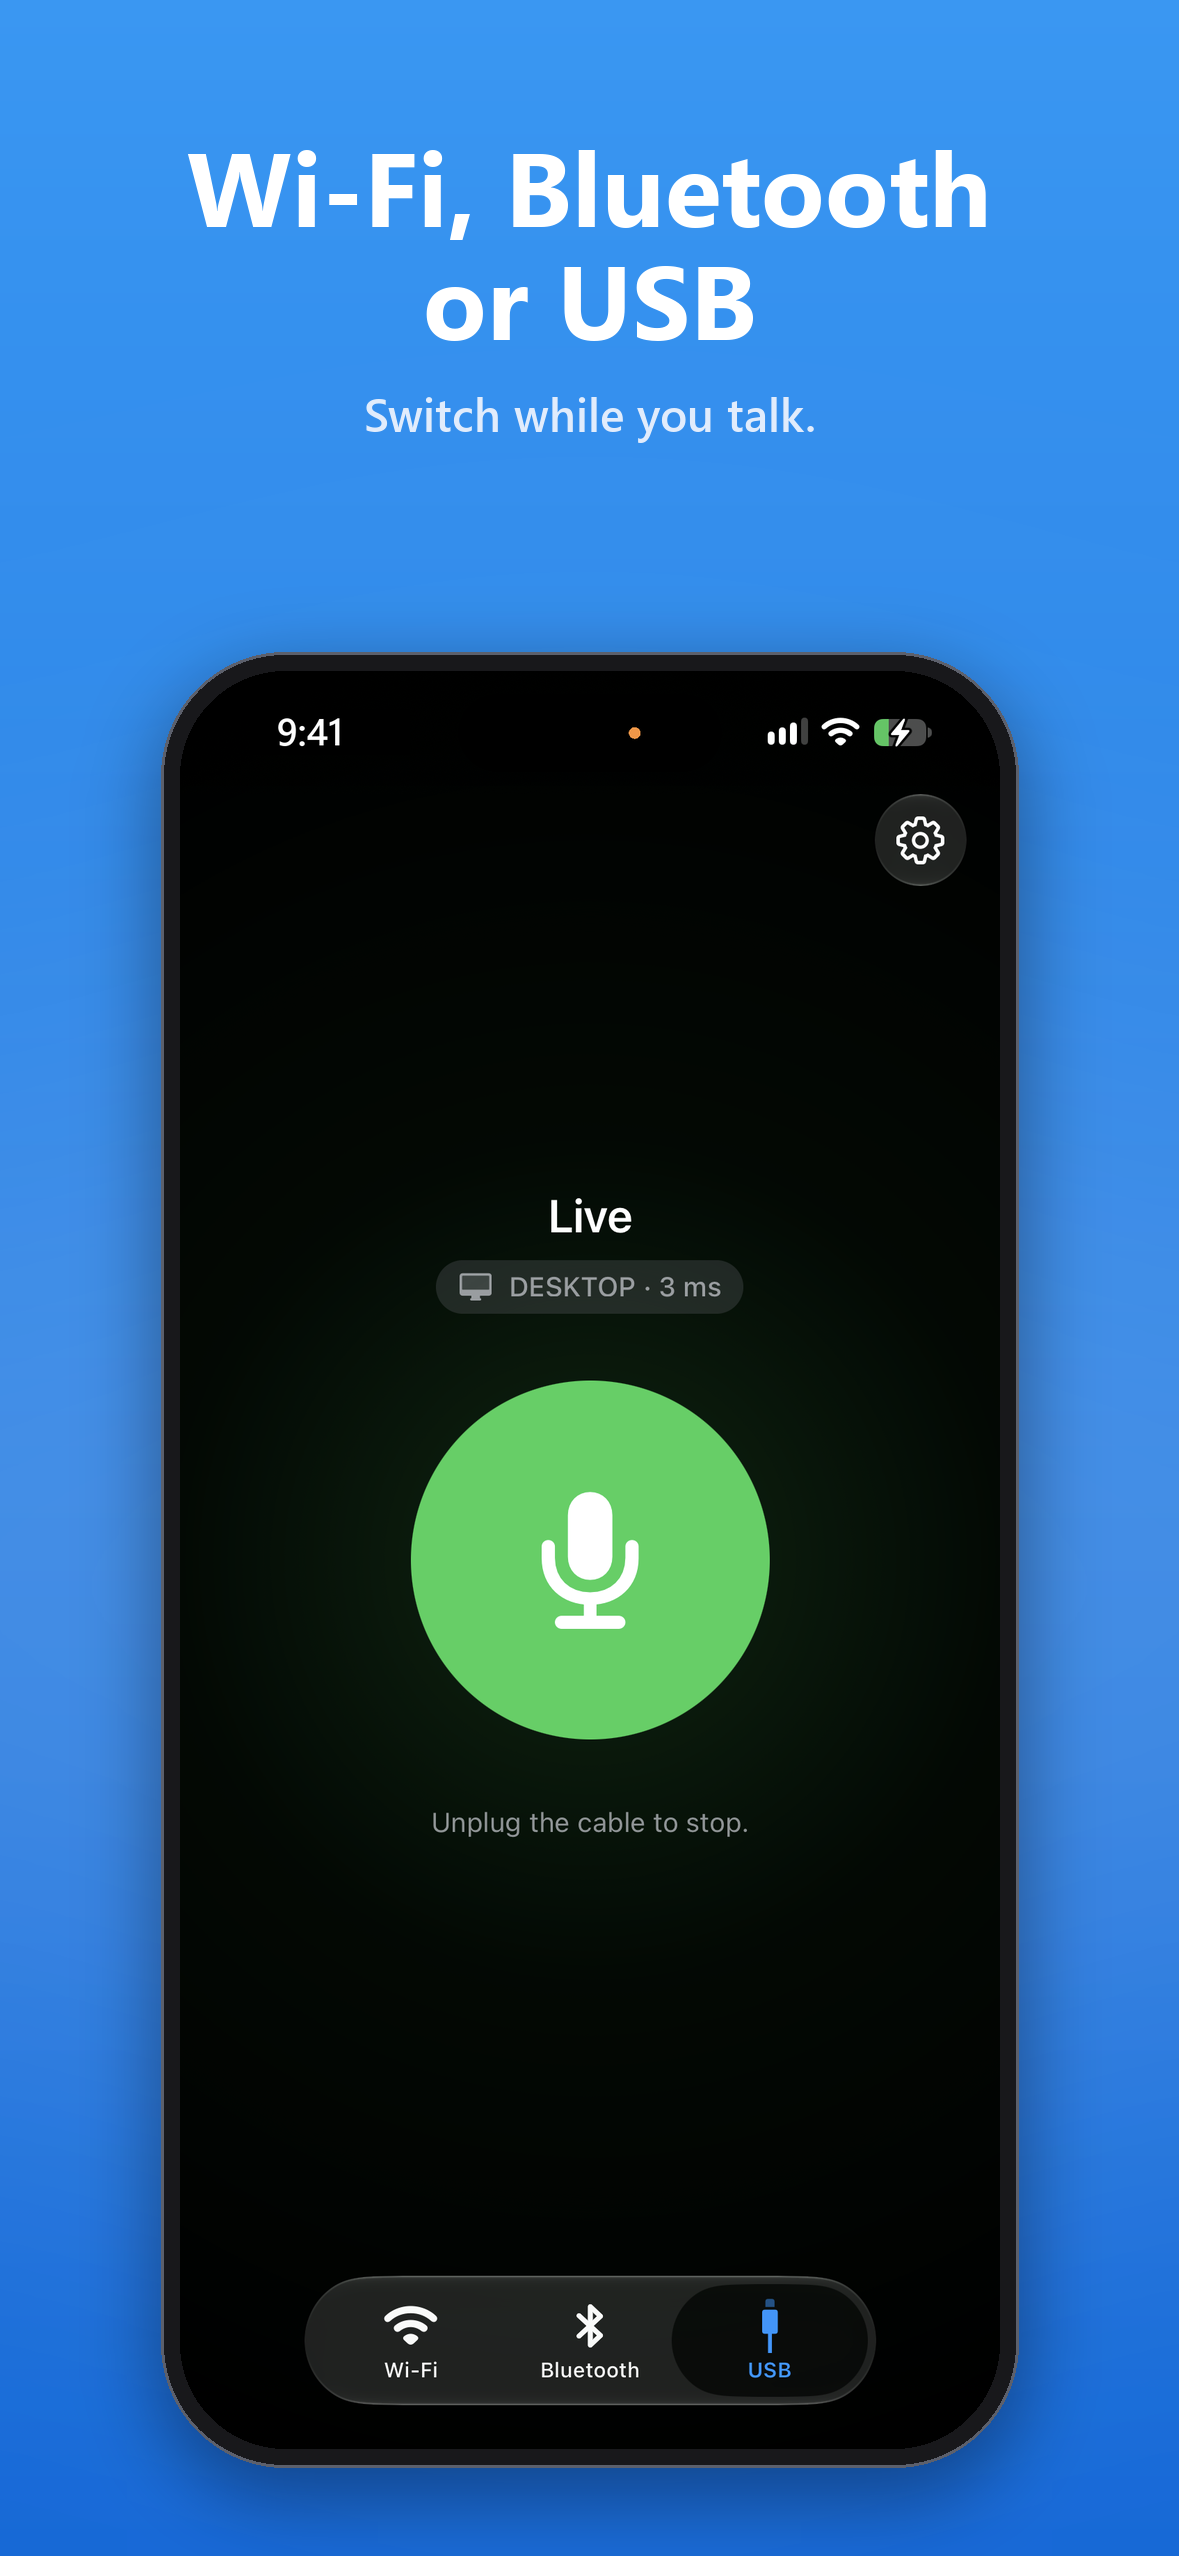 Wi-Fi, Bluetooth
or USB
Switch while you talk.
9:41
Live
DESKTOP · 3 ms
Unplug the cable to stop.
Wi-Fi
Bluetooth
USB